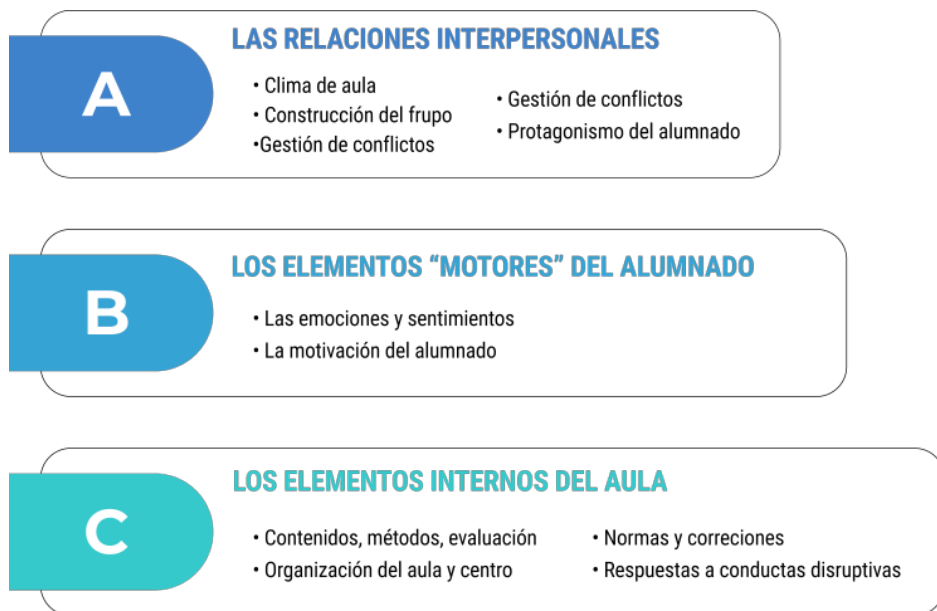 A
LAS RELACIONES INTERPERSONALES
• Clima de aula
• Construcción del frupo
•Gestión de conflictos
• Gestión de conflictos
• Protagonismo del alumnado
B
LOS ELEMENTOS “MOTORES” DEL ALUMNADO
• Las emociones y sentimientos
• La motivación del alumnado
C
LOS ELEMENTOS INTERNOS DEL AULA
• Contenidos, métodos, evaluación
• Organización del aula y centro
• Normas y correciones
• Respuestas a conductas disruptivas